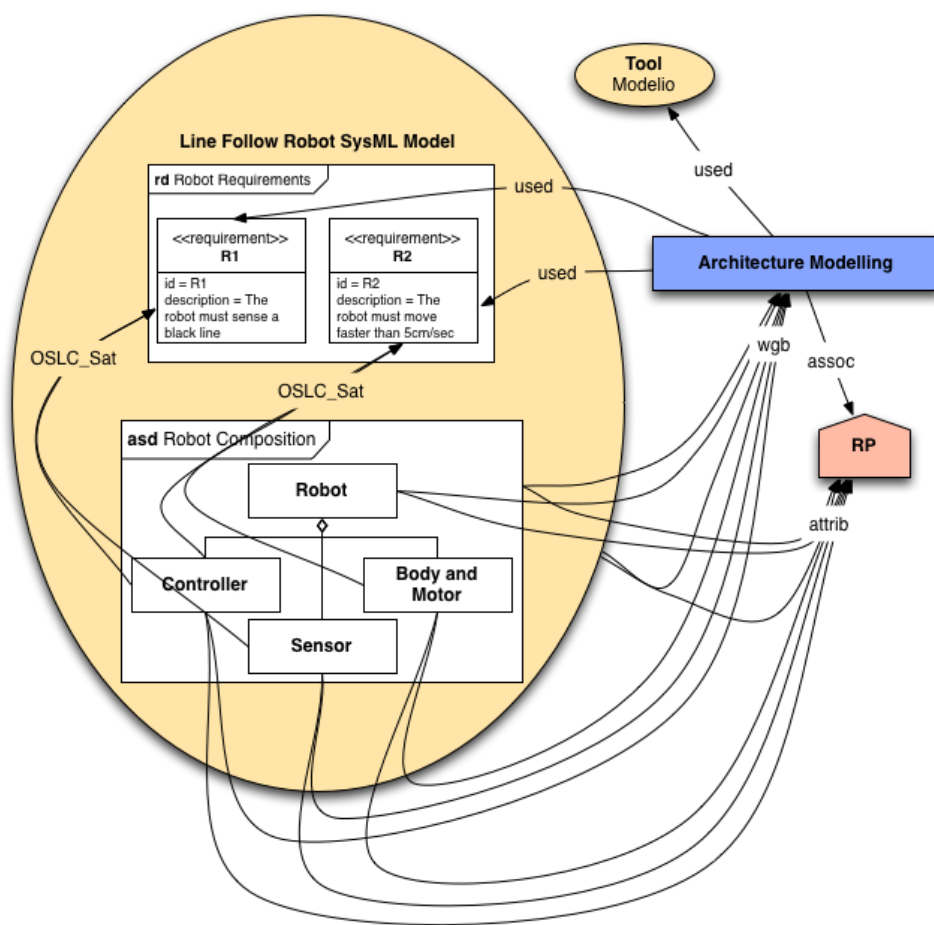 Tool
Modelio
Line Follow Robot SysML Model
rd Robot Requirements
used
used
<<requirement>>
R1
id = R1
description = The
robot must sense a
black line
<<requirement>>
R2
id = R2
description = The
robot must move
faster than 5cm/sec
used
Architecture Modelling
OSLC_Sat
OSLC_Sat
wgb
assoc
RP
asd Robot Composition
Robot
attrib
Controller
Body and
Motor
Sensor